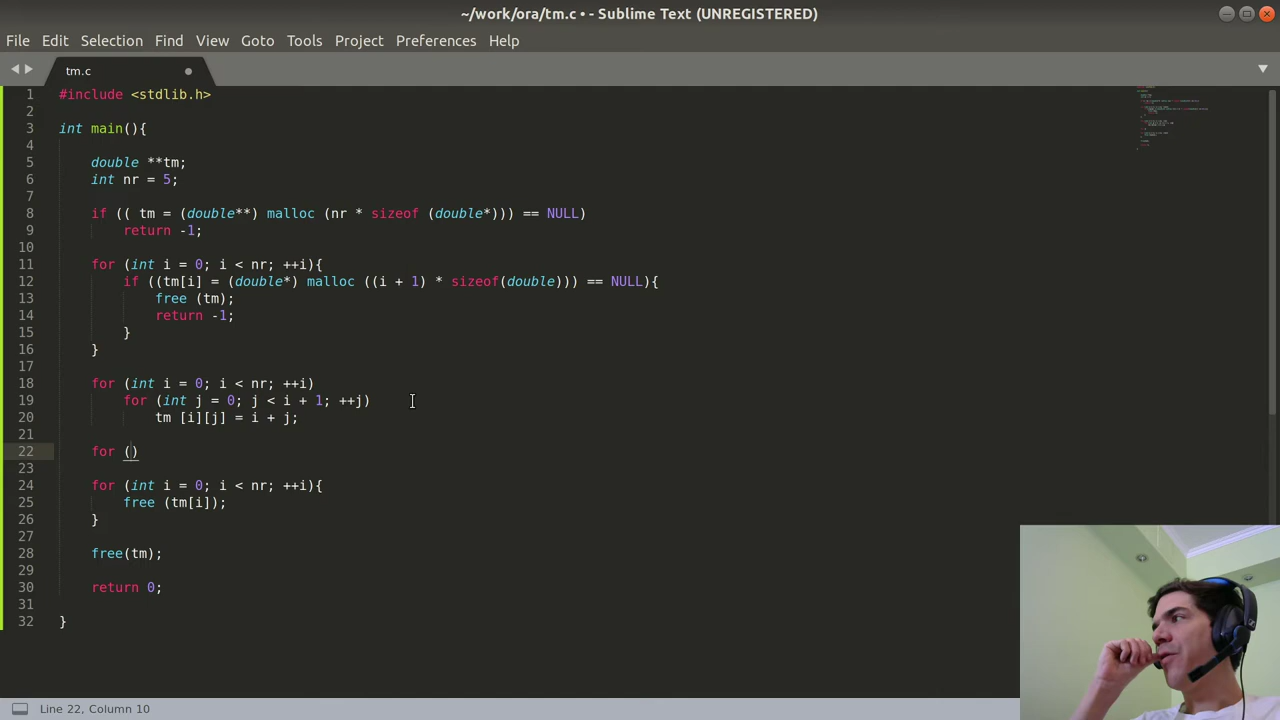 ~/work/ora/tm.c • - Sublime Text (UNREGISTERED)
File Edit Selection Find View Goto Tools Project Preferences Help
tm.c
1 #include <stdlib.h>
2
3 int main(){
4
5 double **tm;
6 int nr = 5;
7
8 if (( tm = (double**) malloc (nr * sizeof (double*))) == NULL)
9 return -1;
10
11 for (int i = 0; i < nr; ++i){
12 if ((tm[i] = (double*) malloc ((i + 1) * sizeof(double))) == NULL){
13 free (tm);
14 return -1;
15 }
16 }
17
18 for (int i = 0; i < nr; ++i)
19 for (int j = 0; j < i + 1; ++j)
20 tm [i][j] = i + j;
21
22 for ()
23
24 for (int i = 0; i < nr; ++i){
25 free (tm[i]);
26 }
27
28 free(tm);
29
30 return 0;
31
32 }
Line 22, Column 10